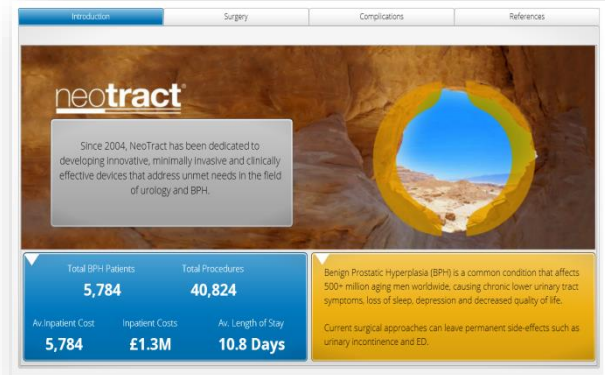 Introduction
Surgery
Complications
References
neotract
Since 2004, NeoTract has been dedicated to
developing innovative, minimally invasive and clinically
effective devices that address unmet needs in the field
of urology and BPH.
Total BPH Patients
Total Procedures
5,784
40,824
Av.Inpatient Cost
Inpatient Costs
Av. Length of Stay
5,784
£1.3M
10.8 Days
Benign Prostatic Hyperplasia (BPH) is a common condition that affects
500+ million aging men worldwide, causing chronic lower urinary tract
symptoms, loss of sleep, depression and decreased quality of life.
Current surgical approaches can leave permanent side-effects such as
urinary incontinence and ED.